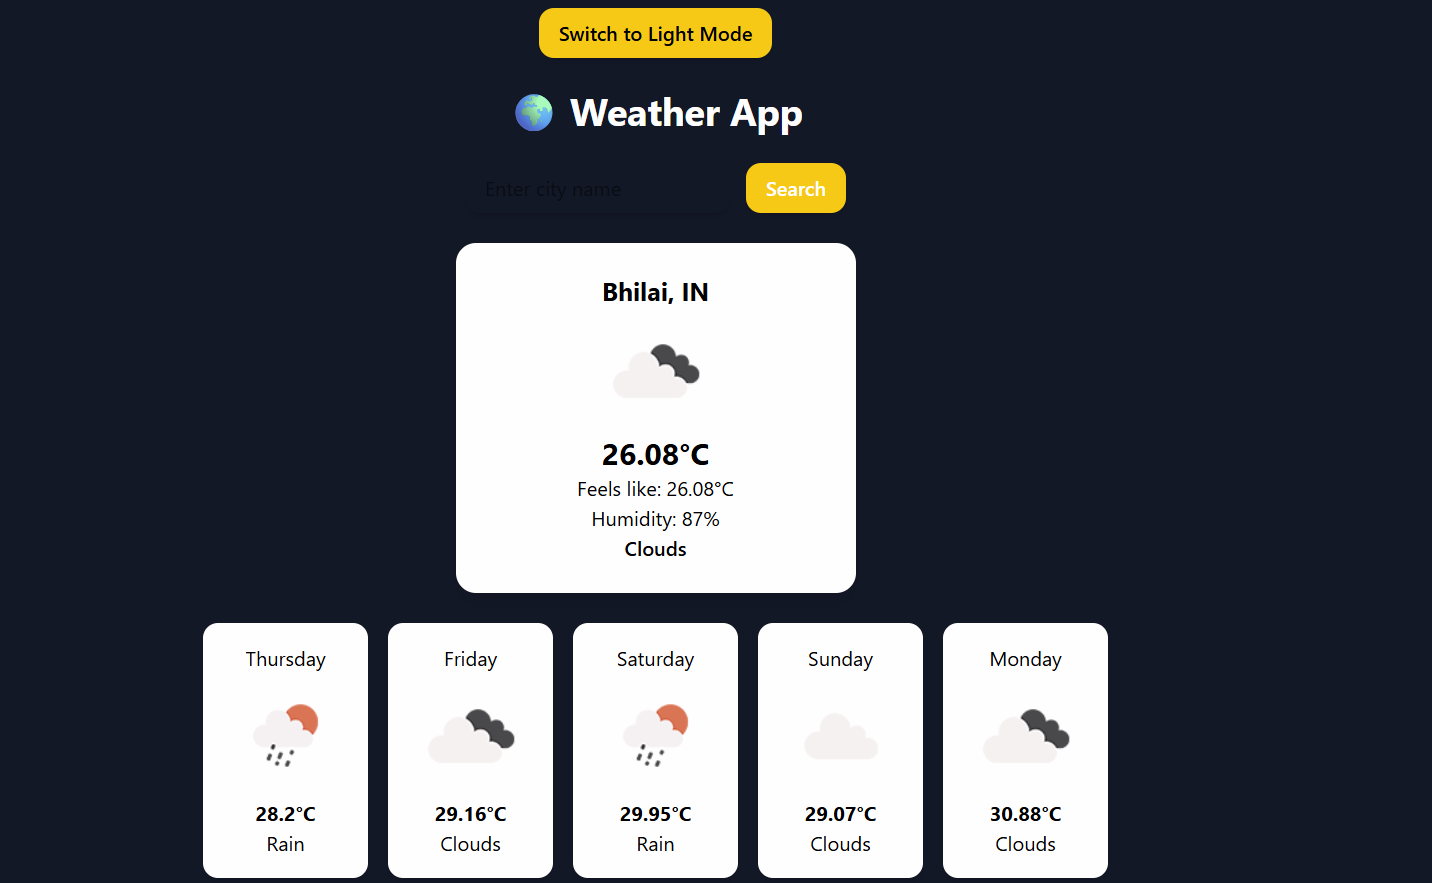 Switch to Light Mode
Weather App
Enter city name
Search
Bhilai, IN
26.08°C
Feels like: 26.08°C
Humidity: 87%
Clouds
Thursday
28.2°C
Rain
Friday
29.16°C
Clouds
Saturday
29.95°C
Rain
Sunday
29.07°C
Clouds
Monday
30.88°C
Clouds